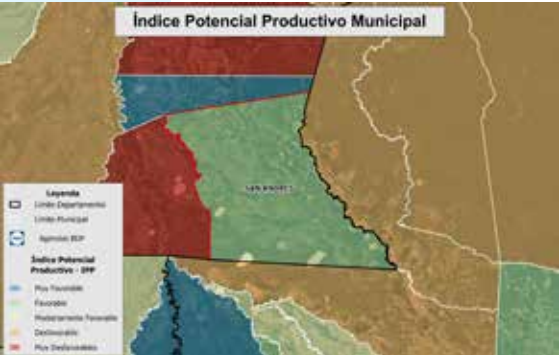 Índice Potencial Productivo Municipal
SAN ANDRES
Leyenda
Límite Departamento
Límite Municipal
Agencias BDP
Índice Potencial
Productivo - IPP
Muy Favorable
Favorable
Medianamente Favorable
Desfavorable
Muy Desfavorable